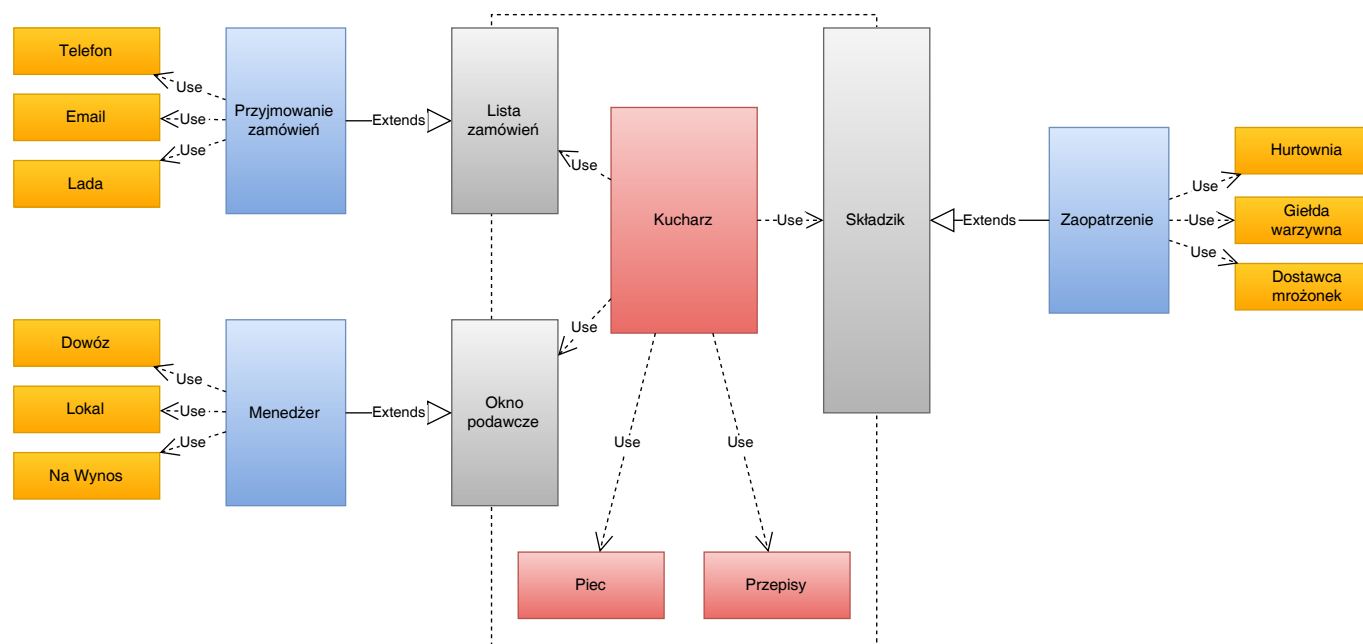 Telefon
Email
Lada
Use
Use
Use
Przyjmowanie
zamówień
Extends
Lista
zamówień
Use
Kucharz
Use
Składzik
Extends
Zaopatrzenie
Use
Use
Use
Hurtownia
Giełda
warzywna
Dostawca
mrożonek
Dowóz
Lokal
Na Wynos
Use
Use
Use
Menedżer
Extends
Okno
podawcze
Use
Use
Use
Piec
Przepisy